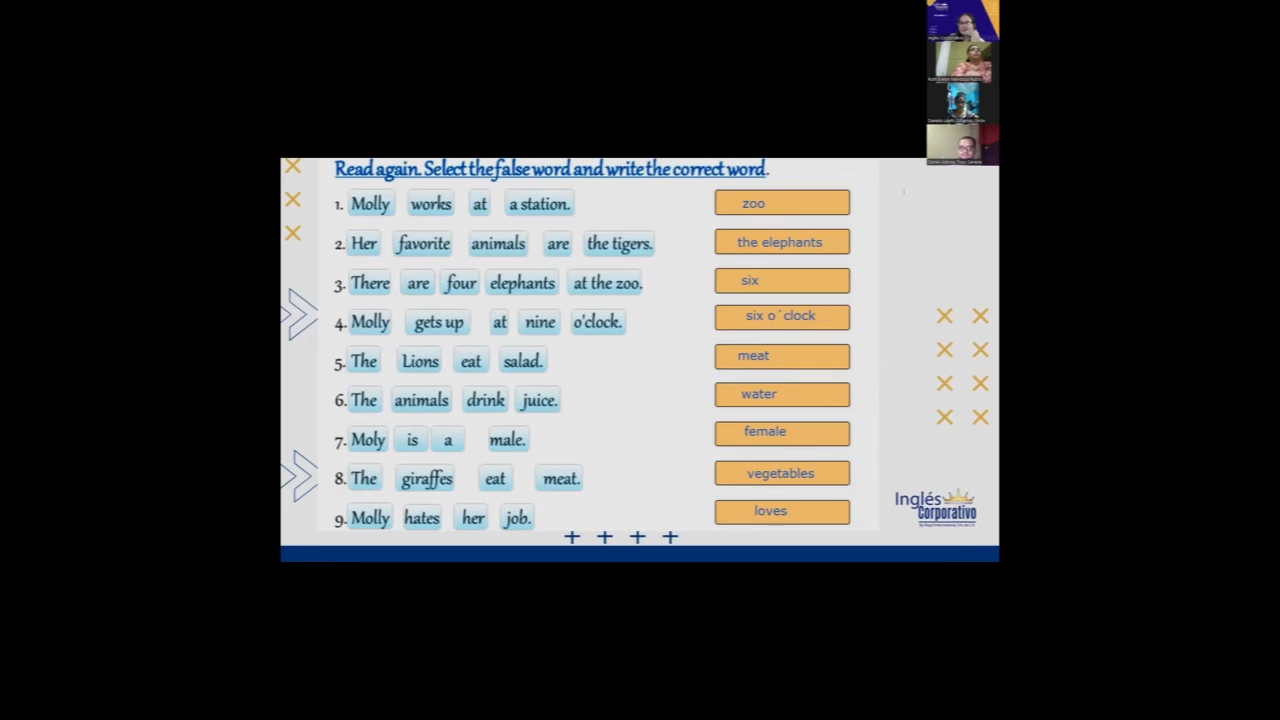 Read again. Select the false word and write the correct word.
1. Molly works at a station. zoo
2. Her favorite animals are the tigers. the elephants
3. There are four elephants at the zoo. six
4. Molly gets up at nine o'clock. six o´clock
5. The Lions eat salad. meat
6. The animals drink juice. water
7. Moly is a male. female
8. The giraffes eat meat. vegetables
9. Molly hates her job. loves
Inglés
Corporativo